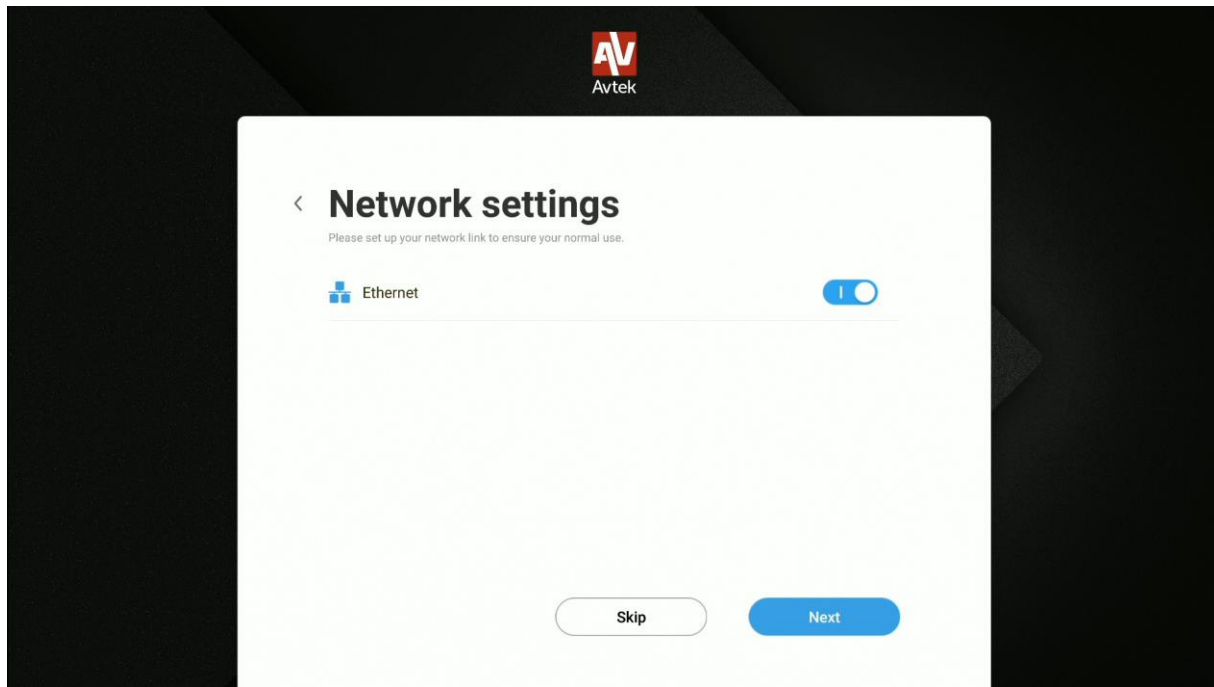 AV
Avtek
Network settings
Please set up your network link to ensure your normal use.
Ethernet
Skip
Next